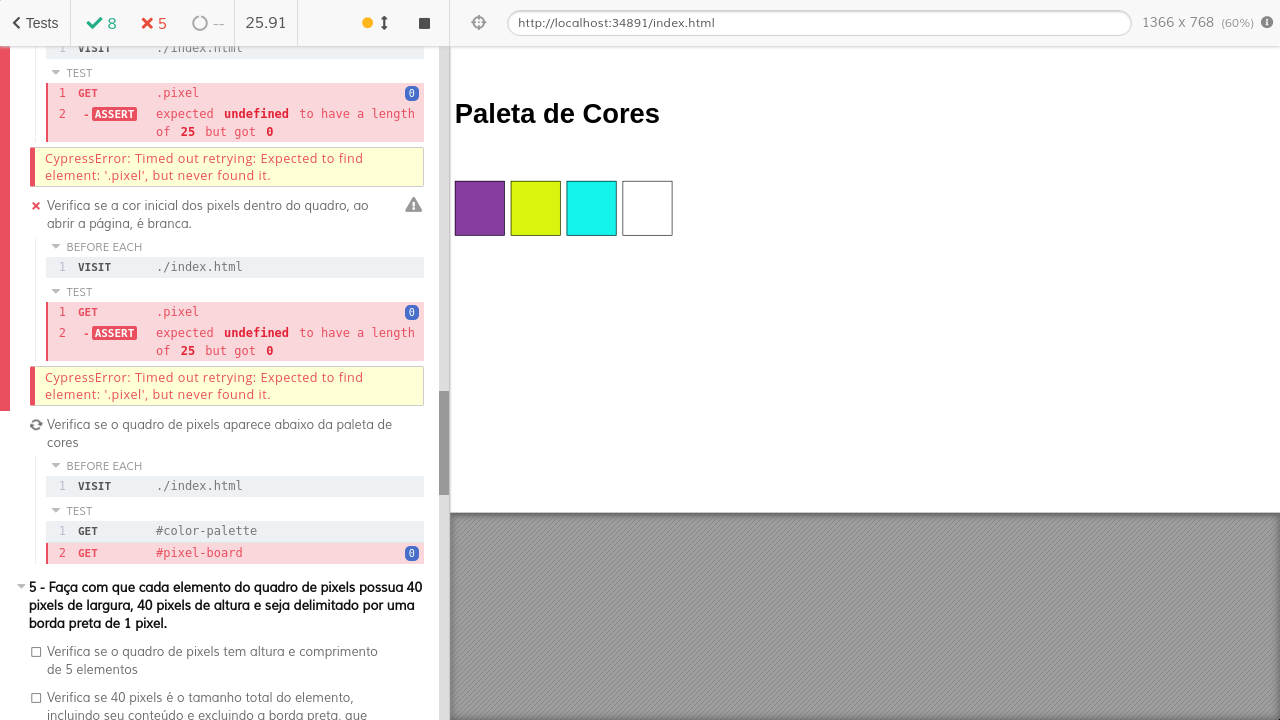 Tests 8 5 -- 25.91 http://localhost:34891/index.html 1366 x 768 (60%)
1 VISIT ./index.html
TEST
1 GET .pixel 0
2 -ASSERT expected undefined to have a length
of 25 but got 0
CypressError: Timed out retrying: Expected to find
element: '.pixel', but never found it.
Verifica se a cor inicial dos pixels dentro do quadro, ao
abrir a página, é branca.
BEFORE EACH
1 VISIT ./index.html
TEST
1 GET .pixel 0
2 -ASSERT expected undefined to have a length
of 25 but got 0
CypressError: Timed out retrying: Expected to find
element: '.pixel', but never found it.
Verifica se o quadro de pixels aparece abaixo da paleta de
cores
BEFORE EACH
1 VISIT ./index.html
TEST
1 GET #color-palette
2 GET #pixel-board 0
5 - Faça com que cada elemento do quadro de pixels possua 40
pixels de largura, 40 pixels de altura e seja delimitado por uma
borda preta de 1 pixel.
Verifica se o quadro de pixels tem altura e comprimento
de 5 elementos
Verifica se 40 pixels é o tamanho total do elemento,
incluindo seu conteúdo e excluindo a borda preta, que
Paleta de Cores